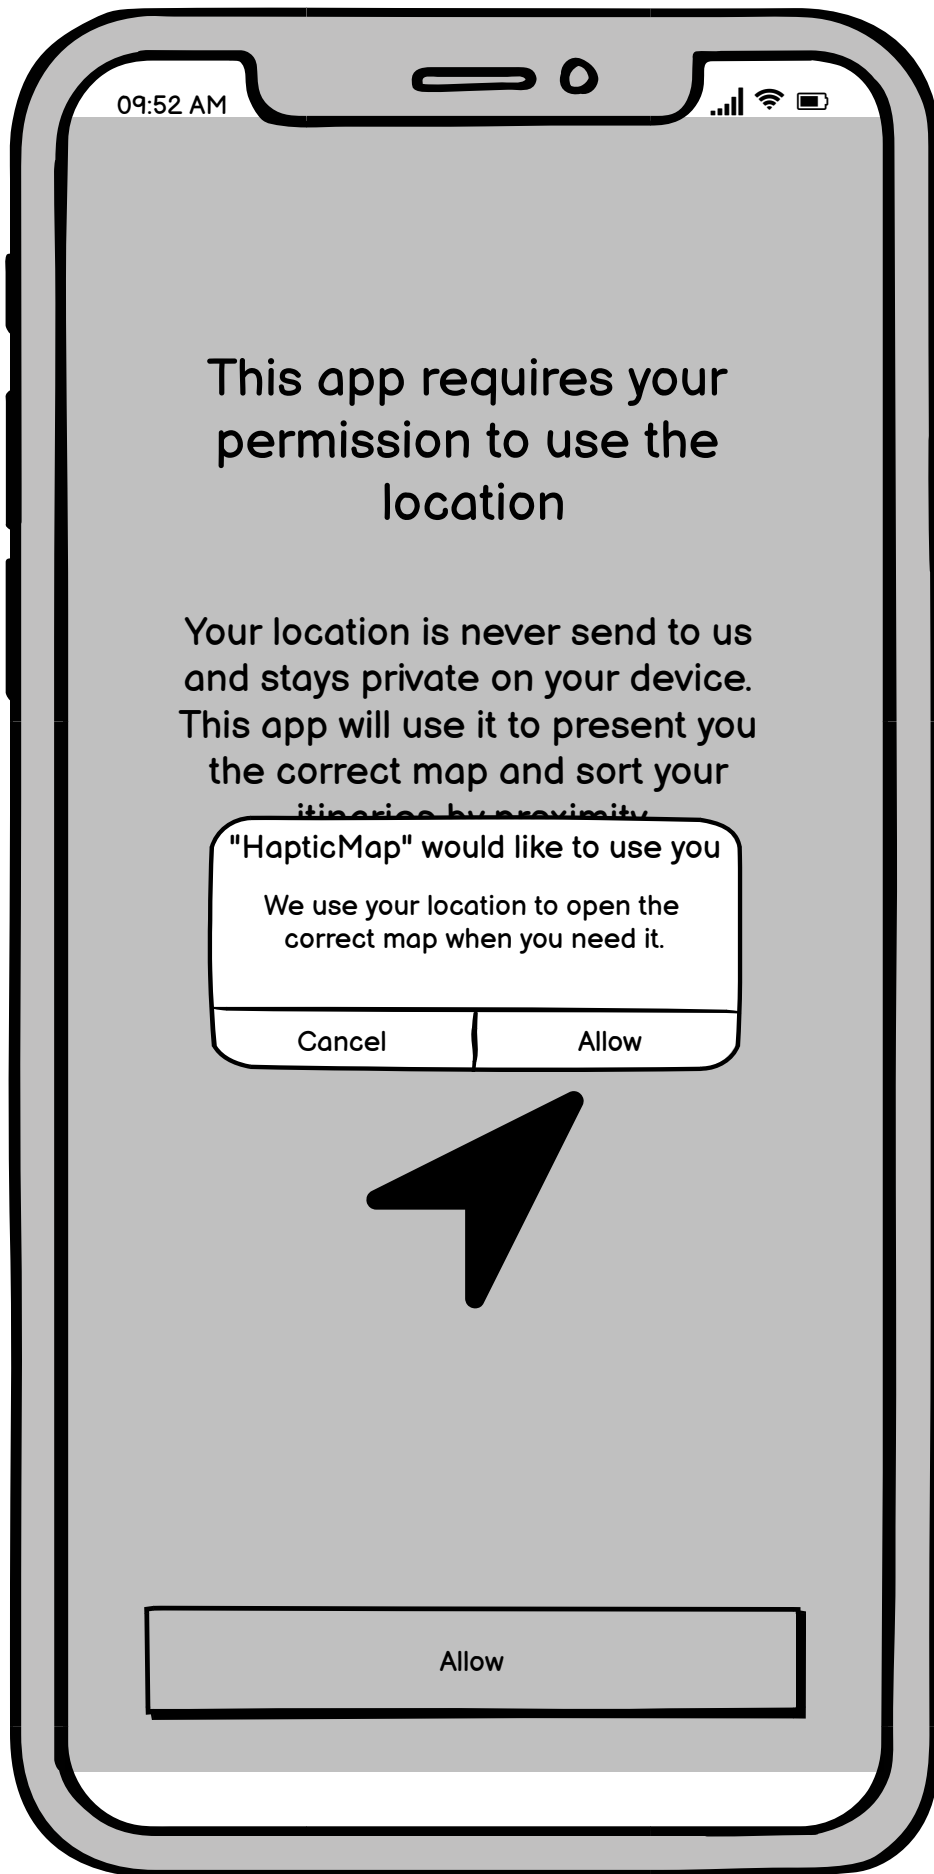 09:52 AM
This app requires your
permission to use the
location
Your location is never send to us
and stays private on your device.
This app will use it to present you
the correct map and sort your
itineries by proximity.
"HapticMap" would like to use you
We use your location to open the
correct map when you need it.
Cancel
Allow
Allow